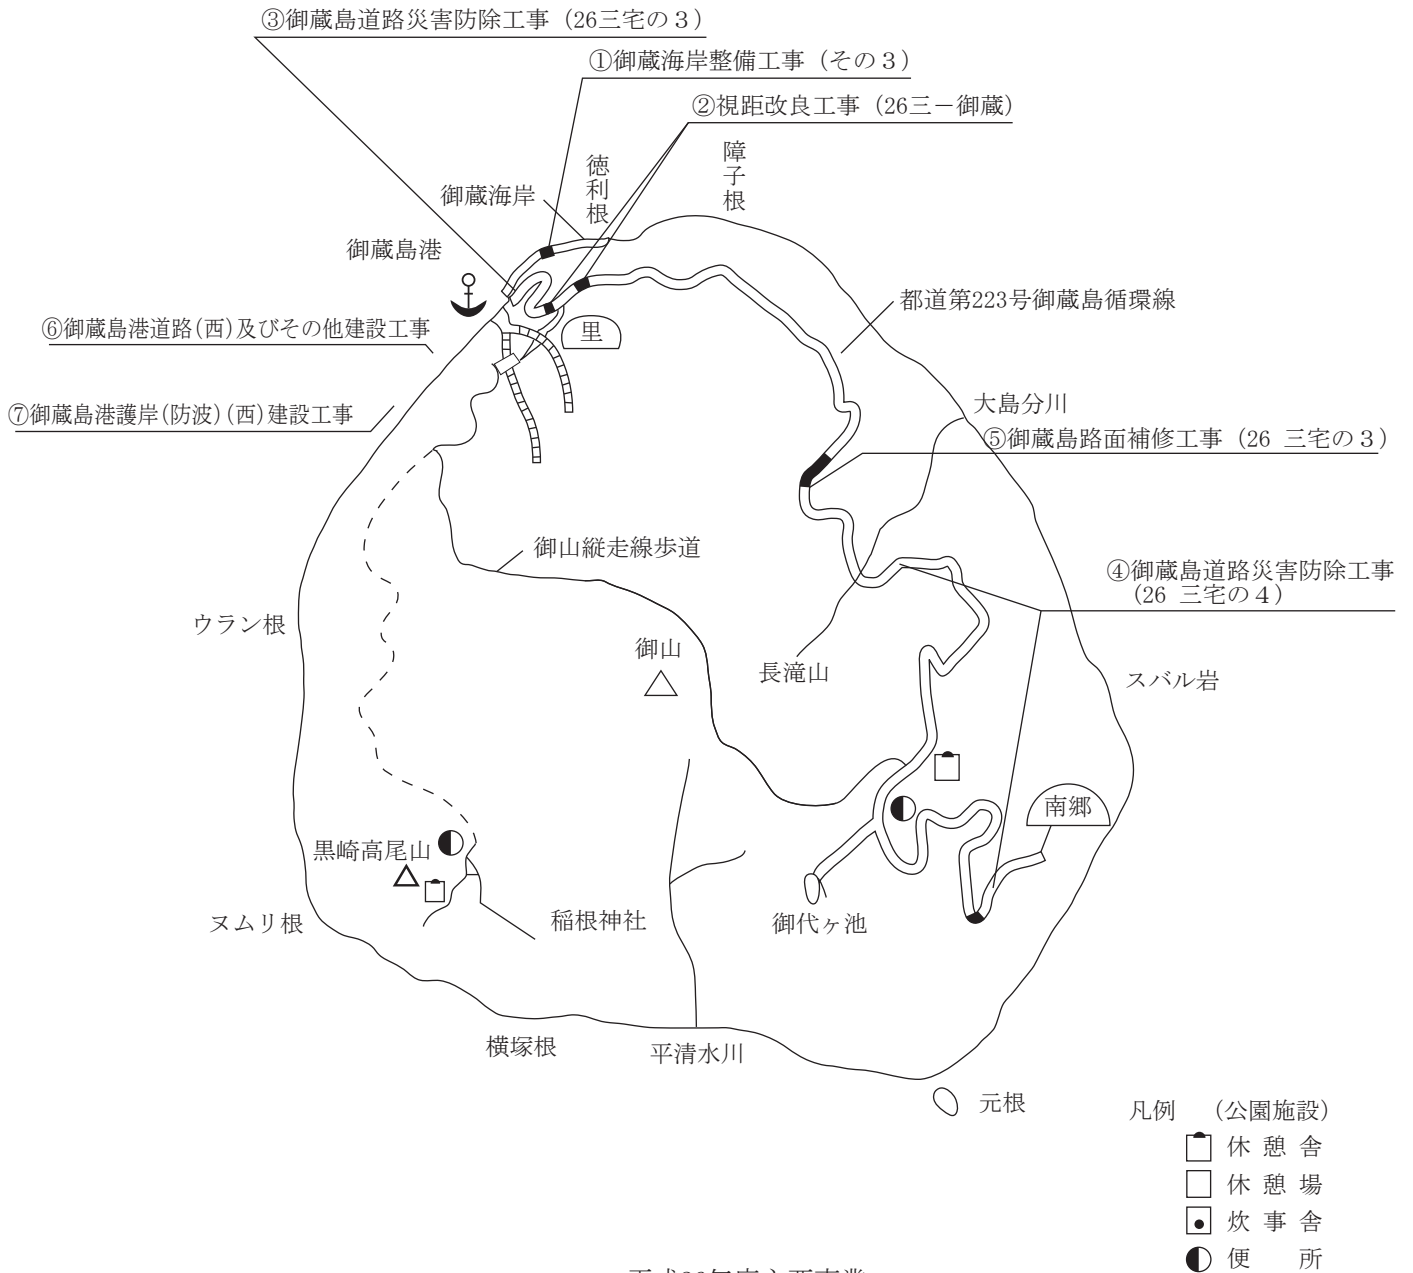 ③御蔵島道路災害防除工事（26三宅の３）
①御蔵海岸整備工事（その３）
②視距改良工事（26三－御蔵）
障子根
徳利根
御蔵海岸
御蔵島港
都道第223号御蔵島循環線
⑥御蔵島港道路(西)及びその他建設工事
里
⑦御蔵島港護岸(防波)(西)建設工事
大島分川
⑤御蔵島路面補修工事（26 三宅の３）
御山縦走線歩道
④御蔵島道路災害防除工事
（26 三宅の４）
ウラン根
御山
長滝山
スバル岩
南郷
黒崎高尾山
ヌムリ根
稲根神社
御代ヶ池
横塚根
平清水川
元根
凡例　（公園施設）
休憩舎
休憩場
炊事舎
便　所